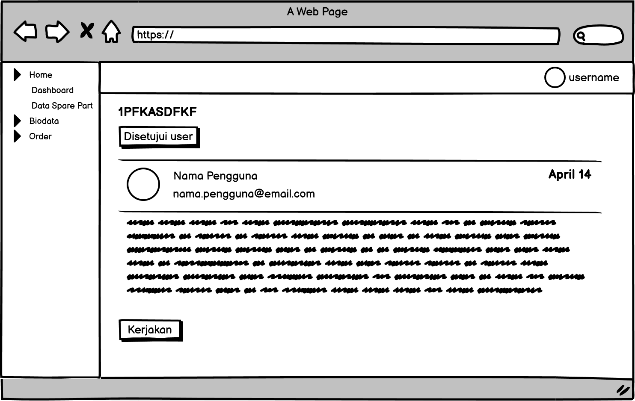 A Web Page
https://
username
Home
Dashboard
Data Spare Part
Biodata
Order
1PFKASDFKF
Disetujui user
Nama Pengguna
April 14
nama.pengguna@email.com
Kerjakan